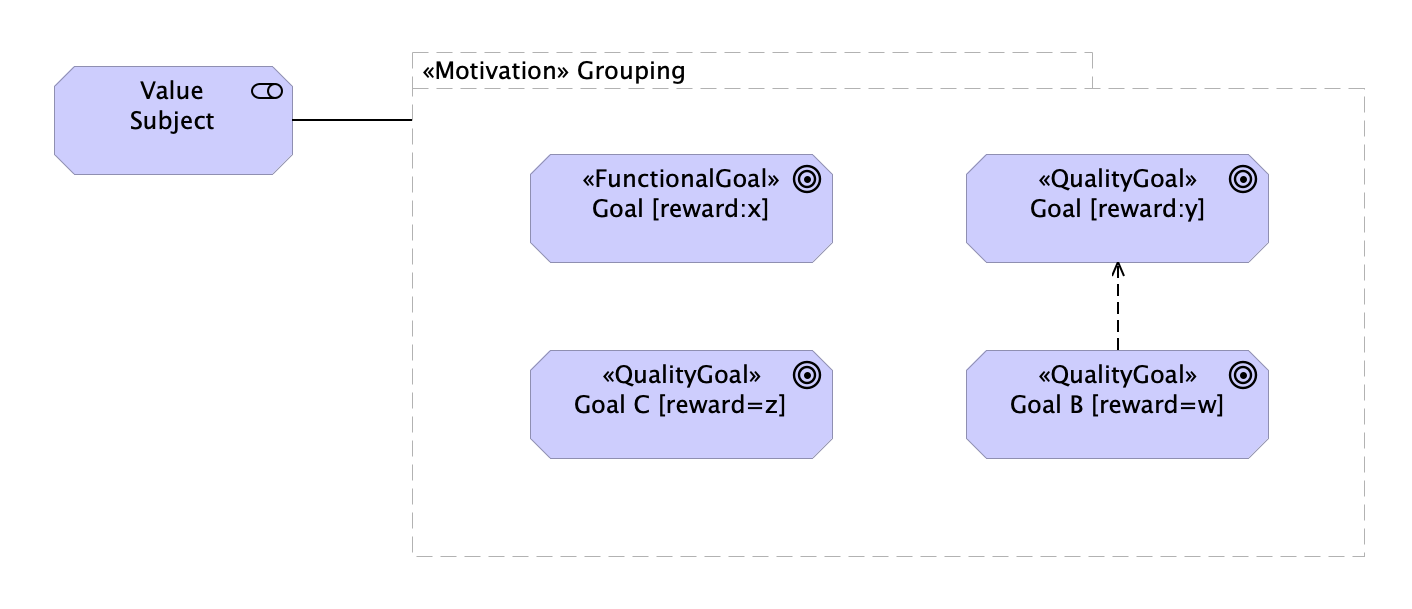 Value
Subject
«Motivation» Grouping
«FunctionalGoal»
Goal [reward:x]
«QualityGoal»
Goal [reward:y]
«QualityGoal»
Goal C [reward=z]
«QualityGoal»
Goal B [reward=w]